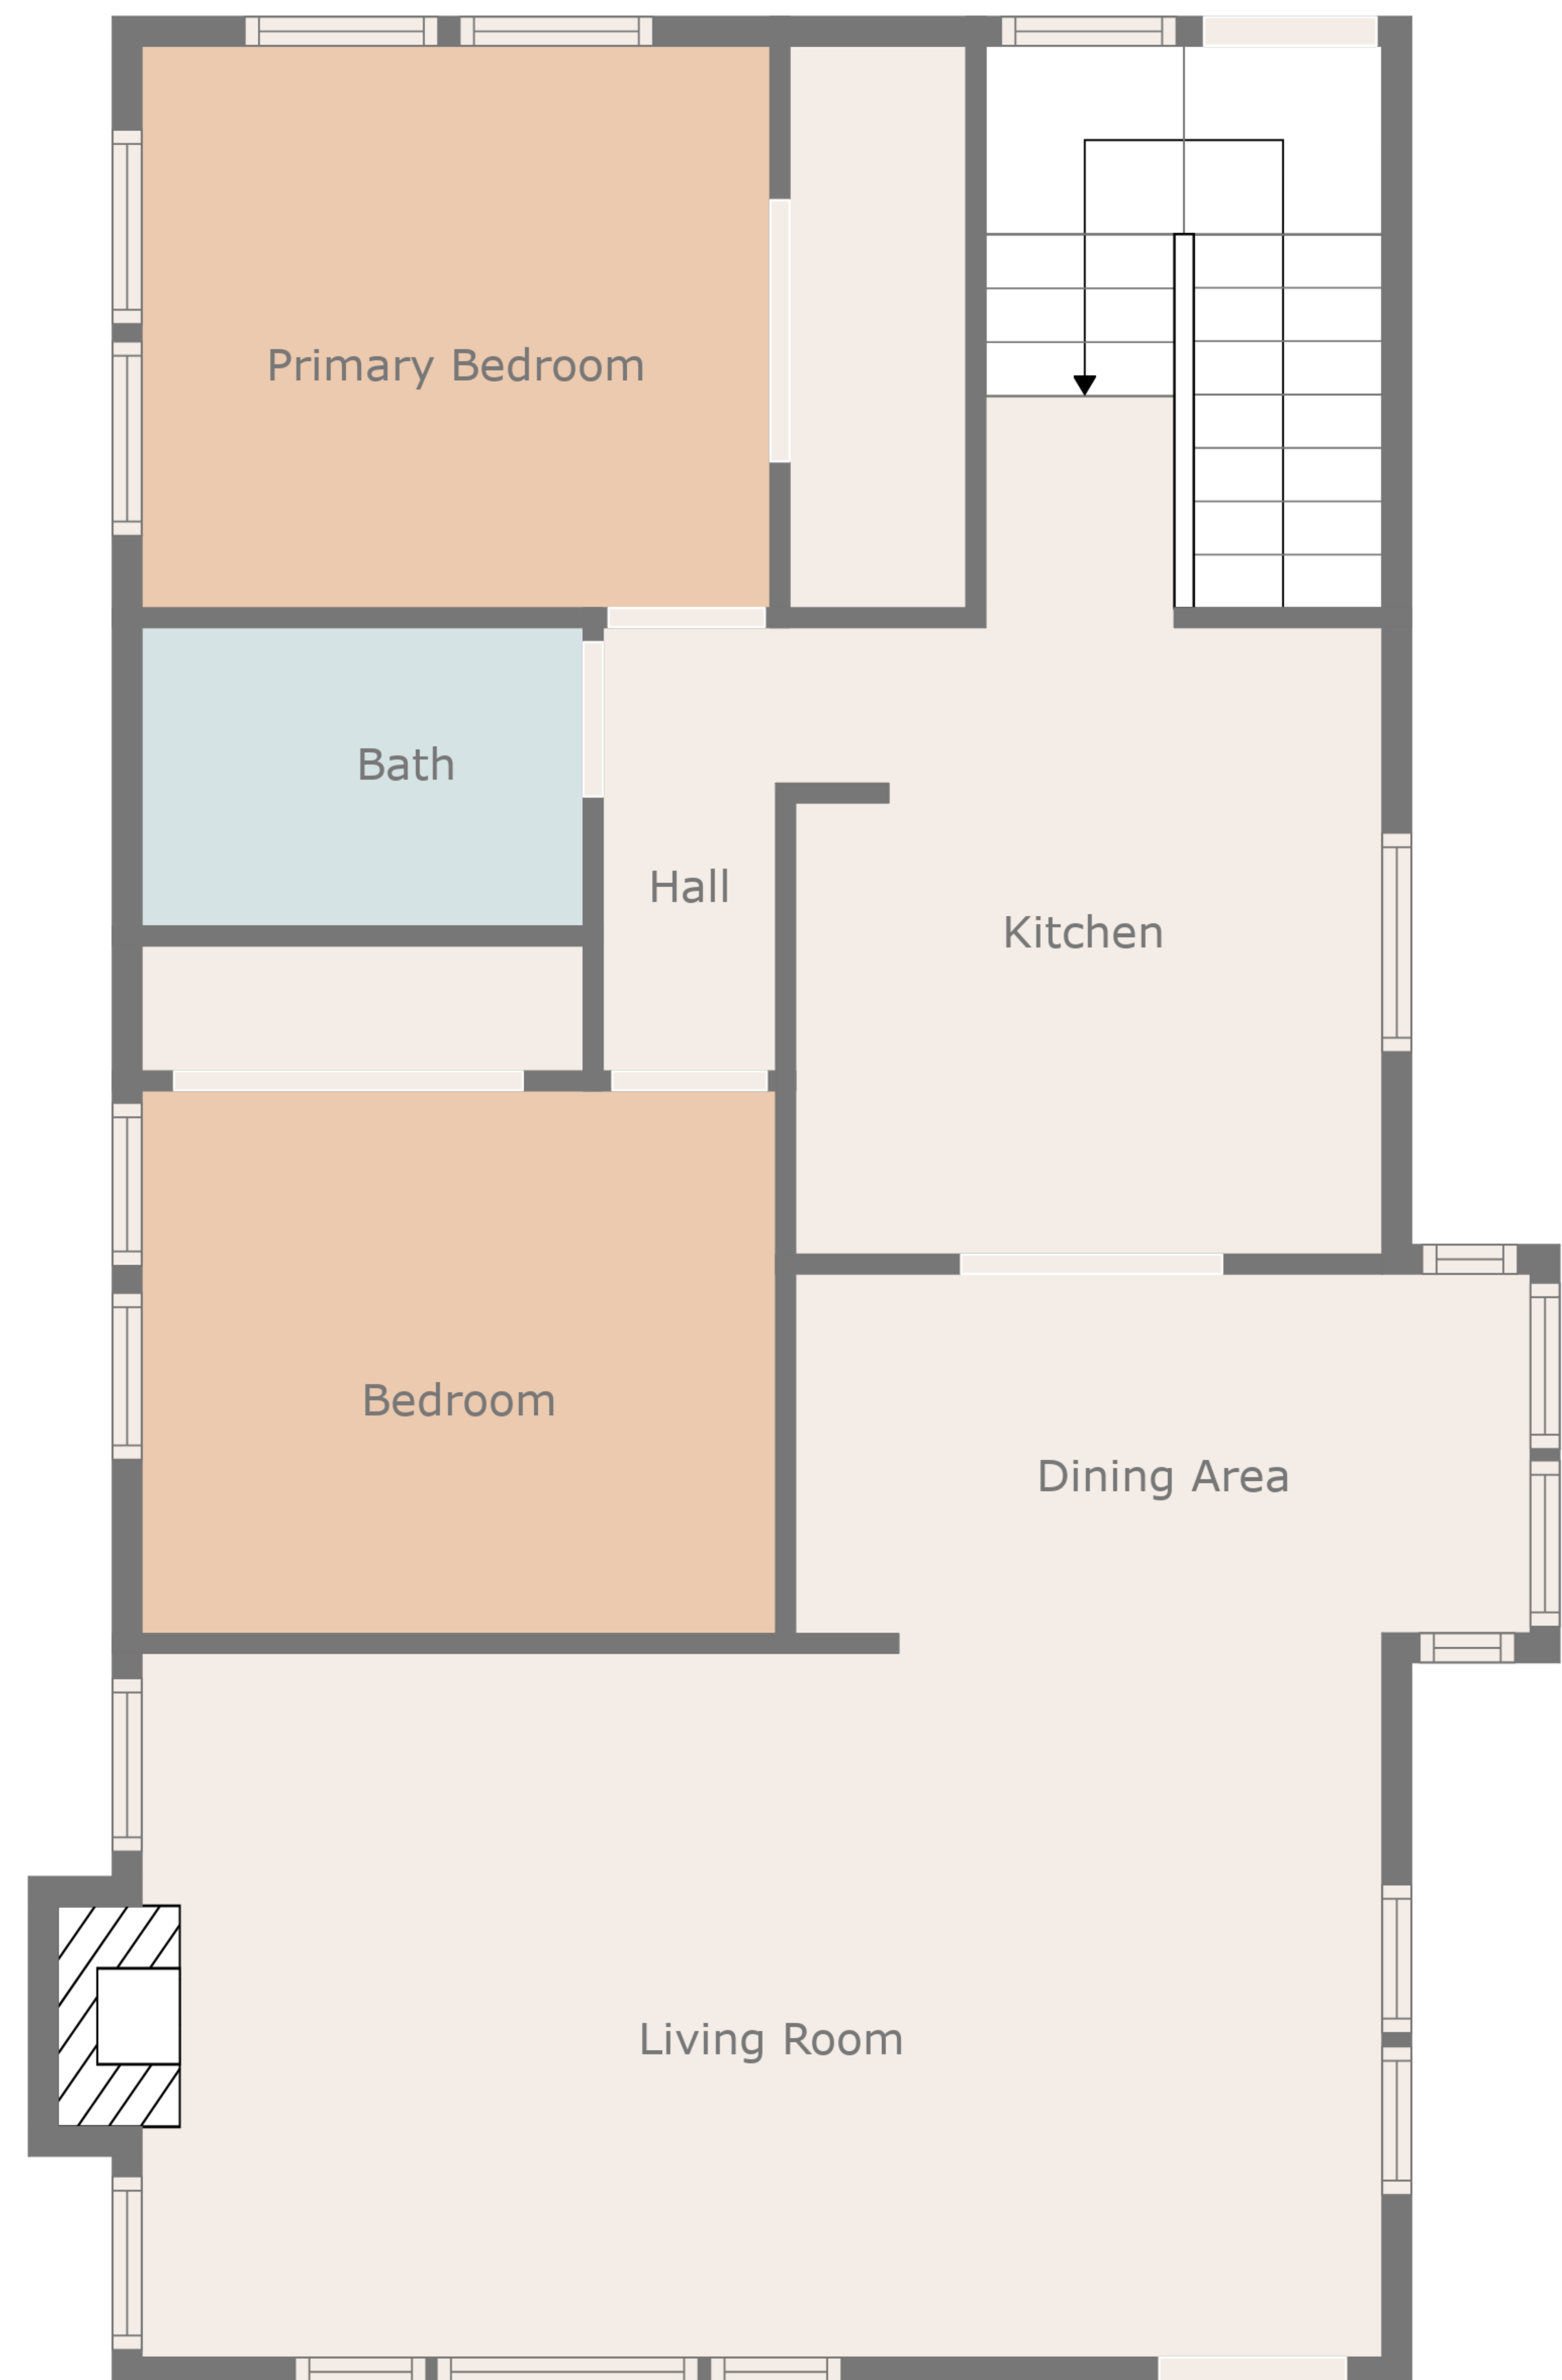 Primary Bedroom
Bath
Hall
Kitchen
Bedroom
Dining Area
Living Room